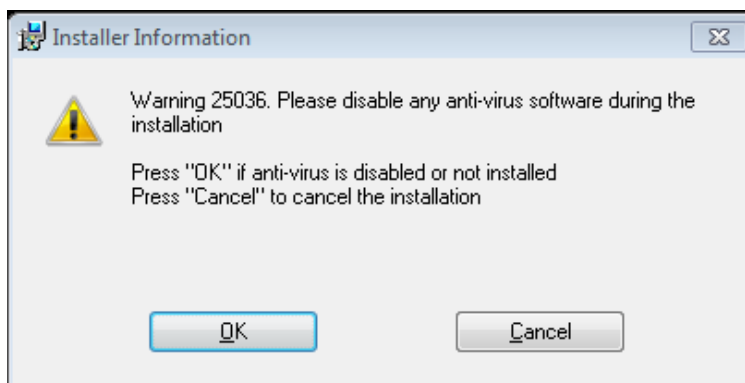 Installer Information
Warning 25036. Please disable any anti-virus software during the
installation
Press "OK" if anti-virus is disabled or not installed
Press "Cancel" to cancel the installation
OK
Cancel